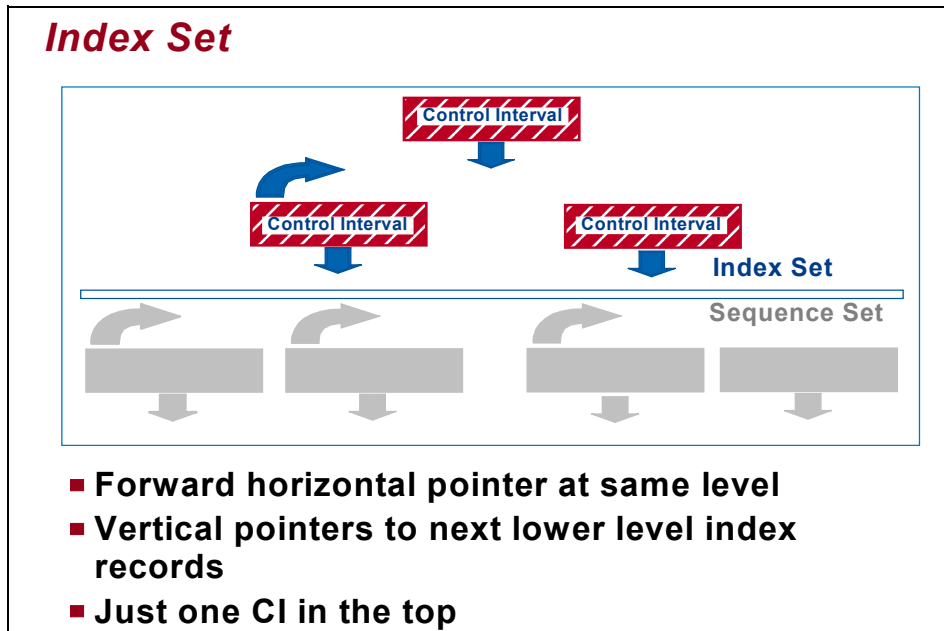 Index Set
Control Interval
Control Interval
Control Interval
Index Set
Sequence Set
Forward horizontal pointer at same level
Vertical pointers to next lower level index
records
Just one CI in the top